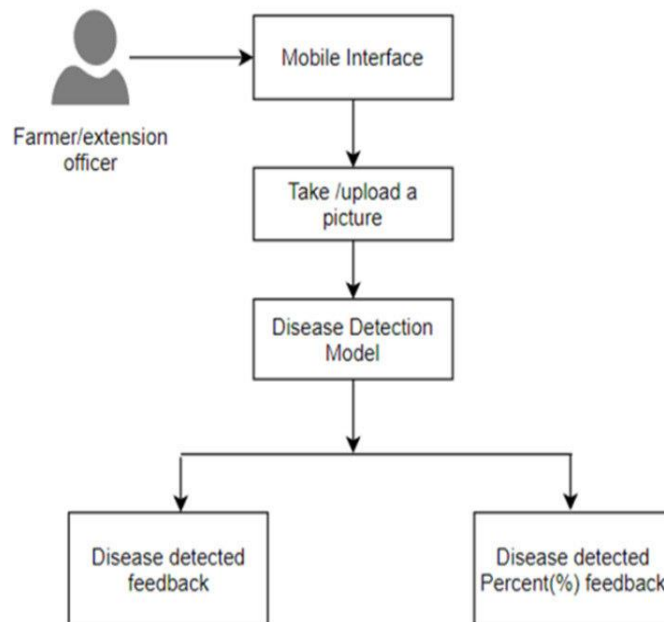 Mobile Interface
Farmer/extension
officer
Take /upload a
picture
Disease Detection
Model
Disease detected
feedback
Disease detected
Percent(%) feedback